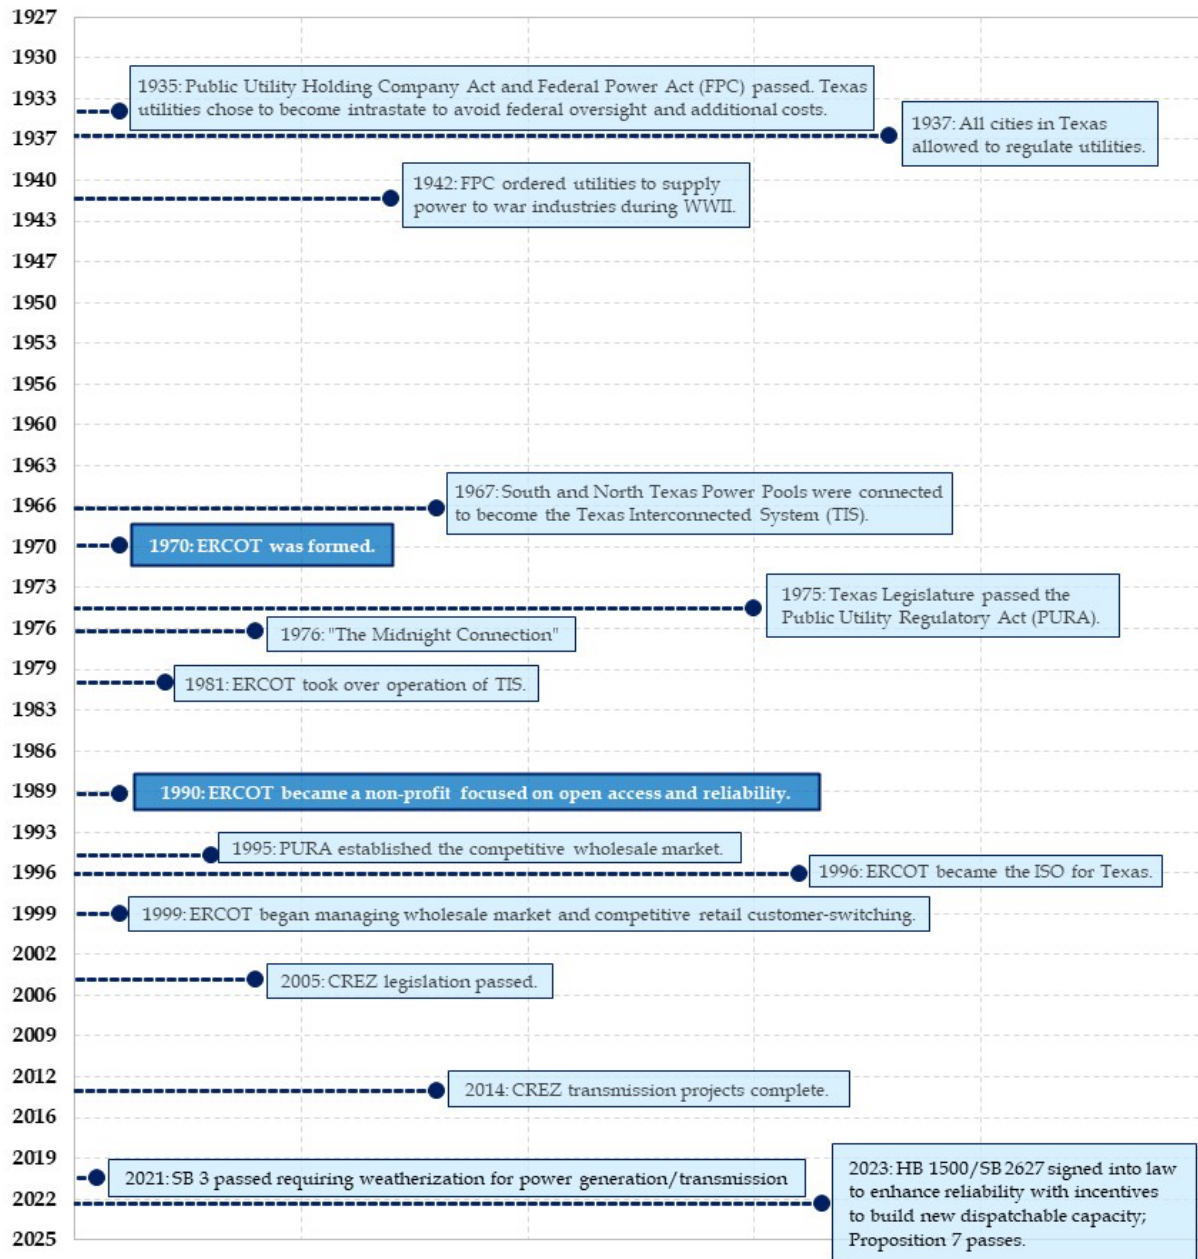 1927
1930
1933
1935: Public Utility Holding Company Act and Federal Power Act (FPC) passed. Texas
utilities chose to become intrastate to avoid federal oversight and additional costs.
1937
1937: All cities in Texas
allowed to regulate utilities.
1940
1942: FPC ordered utilities to supply
power to war industries during WWII.
1943
1947
1950
1953
1956
1960
1963
1966
1967: South and North Texas Power Pools were connected
to become the Texas Interconnected System (TIS).
1970
1970: ERCOT was formed.
1973
1975: Texas Legislature passed the
Public Utility Regulatory Act (PURA).
1976
1976: "The Midnight Connection"
1979
1981: ERCOT took over operation of TIS.
1983
1986
1989
1990: ERCOT became a non-profit focused on open access and reliability.
1993
1995: PURA established the competitive wholesale market.
1996
1996: ERCOT became the ISO for Texas.
1999
1999: ERCOT began managing wholesale market and competitive retail customer-switching.
2002
2005: CREZ legislation passed.
2006
2009
2012
2014: CREZ transmission projects complete.
2016
2019
2021: SB 3 passed requiring weatherization for power generation/transmission
2022
2023: HB 1500/SB 2627 signed into law
to enhance reliability with incentives
to build new dispatchable capacity;
Proposition 7 passes.
2025